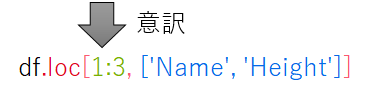 意訳
df.loc[1:3, ['Name', 'Height']]